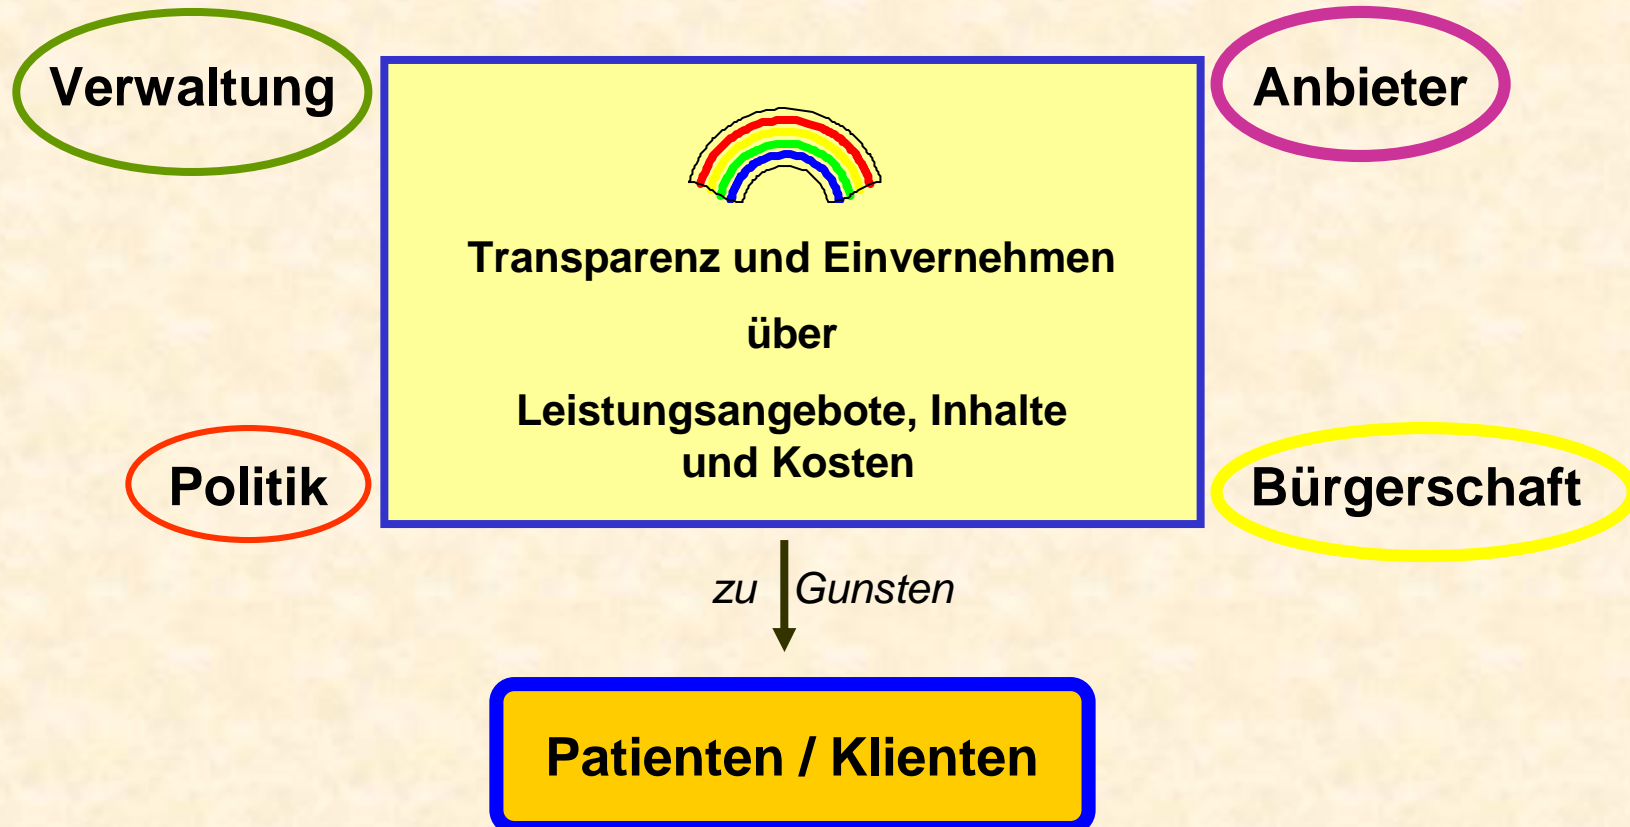 Verwaltung
Anbieter
Transparenz und Einvernehmen
über
Leistungsangebote, Inhalte
und Kosten
Politik
Bürgerschaft
zu Gunsten
Patienten / Klienten